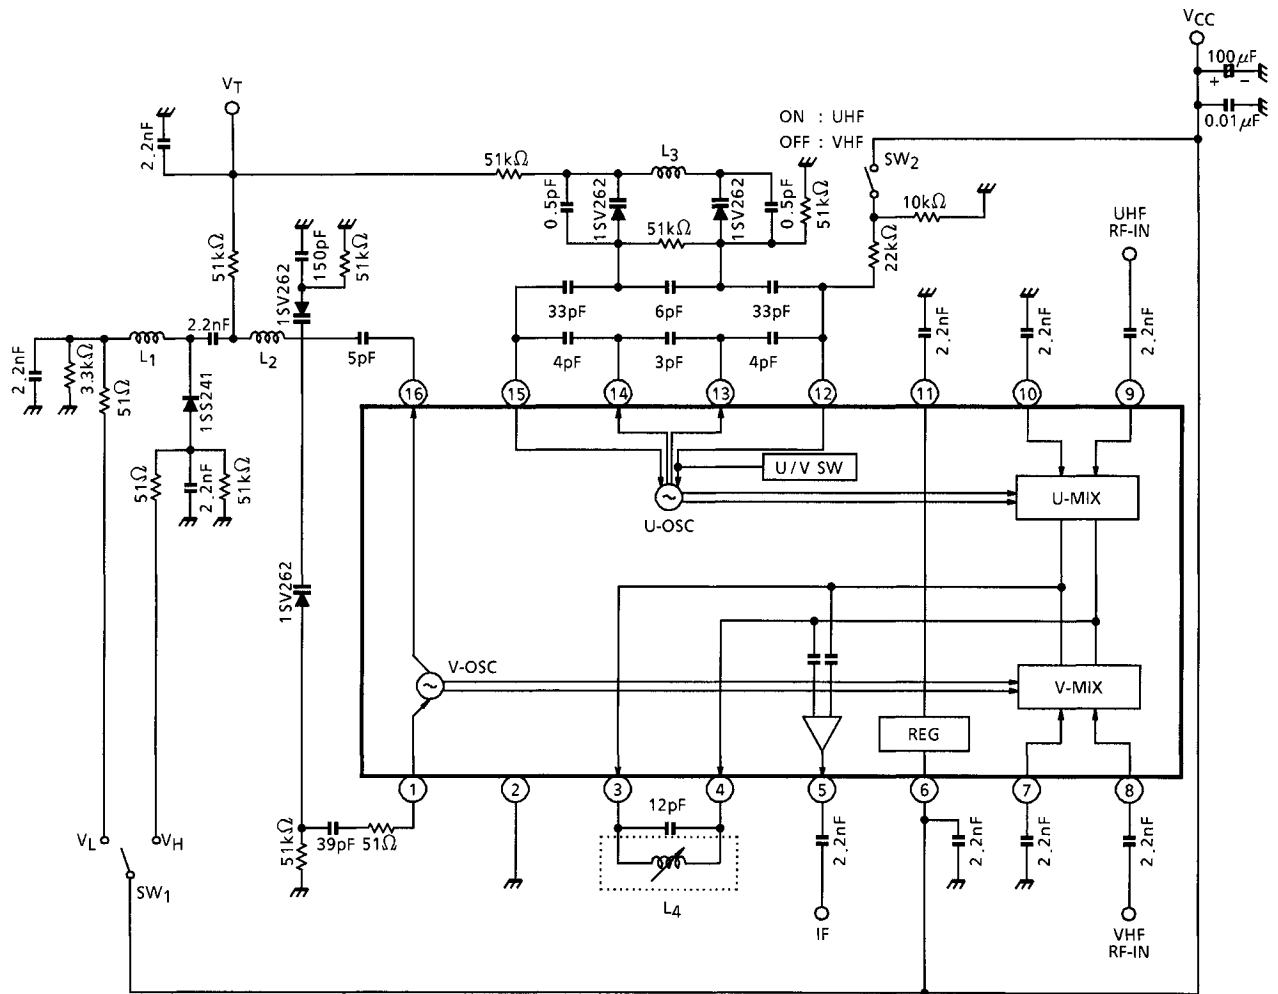 VCC
100μF
+ -
0.01μF
VT
2.2nF
ON : UHF
OFF : VHF
SW2
51kΩ
L3
0.5pF
1SV262
51kΩ
1SV262
0.5pF
51kΩ
10kΩ
22kΩ
UHF
RF-IN
51kΩ
150pF
51kΩ
1SV262
33pF
6pF
33pF
2.2nF
2.2nF
2.2nF
2.2nF
L1
L2
5pF
4pF
3pF
4pF
2.2nF
3.3kΩ
51Ω
1SS241
16
15
14
13
12
11
10
9
51Ω
2.2nF
51kΩ
U/V SW
U-OSC
U-MIX
1SV262
V-OSC
V-MIX
REG
1
2
3
4
5
6
7
8
VL
VH
SW1
51kΩ
39pF
51Ω
12pF
L4
2.2nF
IF
2.2nF
2.2nF
2.2nF
VHF
RF-IN